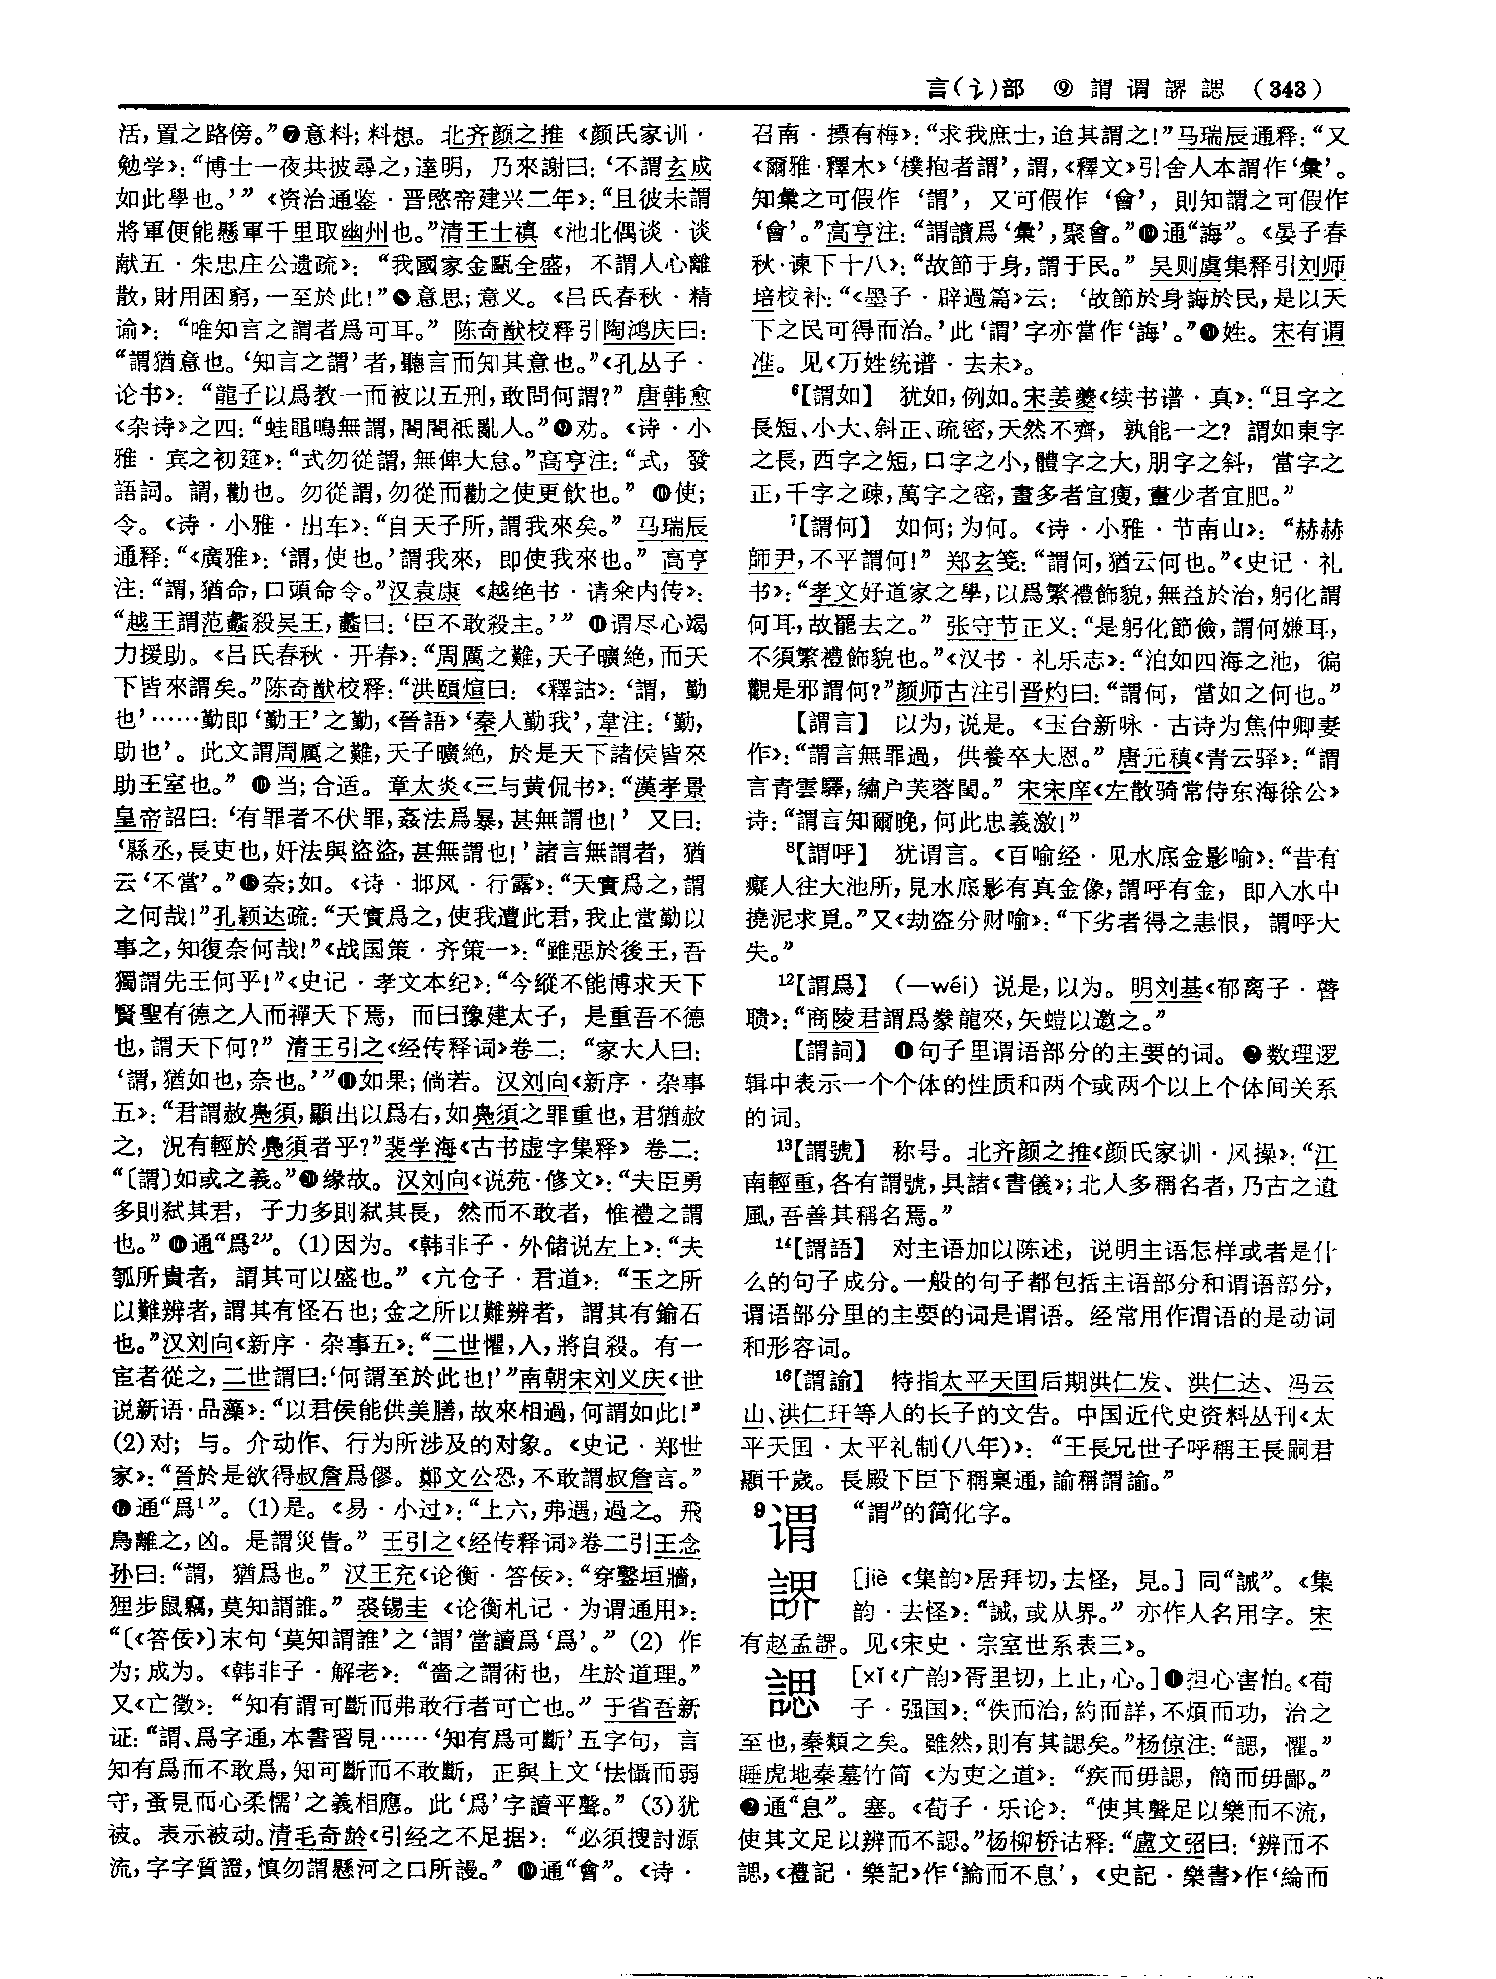 言(讠)部 ⑨ 謂 谓 䛺 諰 (343)
活，置之路傍。”❼意料；料想。北齐颜之推《颜氏家训·
勉学》：“博士一夜共披尋之，達明，乃來謝曰：‘不謂玄成
如此學也。’”《资治通鉴·晋愍帝建兴二年》：“且彼未謂
將軍便能懸軍千里取幽州也。”清王士禛《池北偶谈·谈
献五·朱忠庄公遗疏》：“我國家金甌全盛，不謂人心離
散，財用困窮，一至於此！”❽意思；意义。《吕氏春秋·精
谕》：“唯知言之謂者爲可耳。”陈奇猷校释引陶鸿庆曰：
“謂猶意也。‘知言之謂’者，聽言而知其意也。”《孔丛子·
论书》：“龍子以爲教一而被以五刑，敢問何謂？”唐韩愈
《杂诗》之四：“蛙黽鳴無謂，閤閤祇亂人。”❾劝。《诗·小
雅·宾之初筵》：“式勿從謂，無俾大怠。”高亨注：“式，發
語詞。謂，勸也。勿從謂，勿從而勸之使更飲也。”❿使；
令。《诗·小雅·出车》：“自天子所，謂我來矣。”马瑞辰
通释：“《廣雅》：‘謂，使也。’謂我來，即使我來也。”高亨
注：“謂，猶命，口頭命令。”汉袁康《越绝书·请籴内传》：
“越王謂范蠡殺吴王，蠡曰：‘臣不敢殺主。’”⓫谓尽心竭
力援助。《吕氏春秋·开春》：“周厲之難，天子曠絶，而天
下皆來謂矣。”陈奇猷校释：“洪頤煊曰：《釋詁》：‘謂，勤
也’……勤即‘勤王’之勤，《晉語》‘秦人勤我’，韋注：‘勤，
助也’。此文謂周厲之難，天子曠絶，於是天下諸侯皆來
助王室也。”⓬当；合适。章太炎《三与黄侃书》：“漢孝景
皇帝詔曰：‘有罪者不伏罪，姦法爲暴，甚無謂也！’又曰：
‘縣丞，長吏也，奸法與盜盜，甚無謂也！’諸言無謂者，猶
云‘不當’。”⓭奈；如。《诗·邶风·行露》：“天實爲之，謂
之何哉！”孔颖达疏：“天實爲之，使我遭此君，我止當勤以
事之，知復奈何哉！”《战国策·齐策一》：“雖惡於後王，吾
獨謂先王何乎！”《史记·孝文本纪》：“今縱不能博求天下
賢聖有德之人而禪天下焉，而曰豫建太子，是重吾不德
也，謂天下何？”清王引之《经传释词》卷二：“家大人曰：
‘謂，猶如也，奈也。’”⓮如果；倘若。汉刘向《新序·杂事
五》：“君謂赦鳧須，顯出以爲右，如鳧須之罪重也，君猶赦
之，況有輕於鳧須者乎？”裴学海《古书虚字集释》卷二：
“〔謂〕如或之義。”⓯缘故。汉刘向《说苑·修文》：“夫臣勇
多則弑其君，子力多則弑其長，然而不敢者，惟禮之謂
也。”⓰通“爲²”。(1)因为。《韩非子·外储说左上》：“夫
瓠所貴者，謂其可以盛也。”《亢仓子·君道》：“玉之所
以難辨者，謂其有怪石也；金之所以難辨者，謂其有鍮石
也。”汉刘向《新序·杂事五》：“二世懼，入，將自殺。有一
宦者從之，二世謂曰：‘何謂至於此也！’”南朝宋刘义庆《世
说新语·品藻》：“以君侯能供美膳，故來相過，何謂如此！”
(2)对；与。介动作、行为所涉及的对象。《史记·郑世
家》：“晉於是欲得叔詹爲僇。鄭文公恐，不敢謂叔詹言。”
⓱通“爲¹”。(1)是。《易·小过》：“上六，弗遇，過之。飛
鳥離之，凶。是謂災眚。”王引之《经传释词》卷二引王念
孙曰：“謂，猶爲也。”汉王充《论衡·答佞》：“穿鑿垣牆，
狸步鼠竊，莫知謂誰。”裘锡圭《论衡札记·为谓通用》：
“〔《答佞》〕末句‘莫知謂誰’之‘謂’當讀爲‘爲’。”(2)作
为；成为。《韩非子·解老》：“嗇之謂術也，生於道理。”
又《亡徵》：“知有謂可斷而弗敢行者可亡也。”于省吾新
证：“謂、爲字通，本書習見……‘知有爲可斷’五字句，言
知有爲而不敢爲，知可斷而不敢斷，正與上文‘怯懾而弱
守，蚤見而心柔懦’之義相應。此‘爲’字讀平聲。”(3)犹
被。表示被动。清毛奇龄《引经之不足据》：“必須搜討源
流，字字質證，慎勿謂懸河之口所謾。”⓲通“會”。《诗·
召南·摽有梅》：“求我庶士，迨其謂之！”马瑞辰通释：“又
《爾雅·釋木》‘樸抱者謂’，謂，《釋文》引舍人本謂作‘彙’。
知彙之可假作‘謂’，又可假作‘會’，則知謂之可假作
‘會’。”高亨注：“謂讀爲‘彙’，聚會。”⓳通“誨”。《晏子春
秋·谏下十八》：“故節于身，謂于民。”吴则虞集释引刘师
培校补：“《墨子·辟過篇》云：‘故節於身誨於民，是以天
下之民可得而治。’此‘謂’字亦當作‘誨’。”⓴姓。宋有谓
准。见《万姓统谱·去未》。
⁶【謂如】 犹如，例如。宋姜夔《续书谱·真》：“且字之
長短、小大、斜正、疏密，天然不齊，孰能一之？謂如東字
之長，西字之短，口字之小，體字之大，朋字之斜，當字之
正，千字之疎，萬字之密，畫多者宜瘦，畫少者宜肥。”
⁷【謂何】 如何；为何。《诗·小雅·节南山》：“赫赫
師尹，不平謂何！”郑玄笺：“謂何，猶云何也。”《史记·礼
书》：“孝文好道家之學，以爲繁禮飾貌，無益於治，躬化謂
何耳，故罷去之。”张守节正义：“是躬化節儉，謂何嫌耳，
不須繁禮飾貌也。”《汉书·礼乐志》：“泊如四海之池，徧
觀是邪謂何？”颜师古注引晋灼曰：“謂何，當如之何也。”
【謂言】 以为，说是。《玉台新咏·古诗为焦仲卿妻
作》：“謂言無罪過，供養卒大恩。”唐元稹《青云驿》：“謂
言青雲驛，繡户芙蓉閨。”宋宋庠《左散骑常侍东海徐公》
诗：“謂言知爾晚，何此忠義激！”
⁸【謂呼】 犹谓言。《百喻经·见水底金影喻》：“昔有
癡人往大池所，見水底影有真金像，謂呼有金，即入水中
撓泥求覓。”又《劫盗分财喻》：“下劣者得之恚恨，謂呼大
失。”
¹²【謂爲】 (—wéi) 说是，以为。明刘基《郁离子·瞽
聩》：“商陵君謂爲豢龍來，矢螘以邀之。”
【謂詞】 ❶句子里谓语部分的主要的词。❷数理逻
辑中表示一个个体的性质和两个或两个以上个体间关系
的词。
¹³【謂號】 称号。北齐颜之推《颜氏家训·风操》：“江
南輕重，各有謂號，具諸《書儀》；北人多稱名者，乃古之遺
風，吾善其稱名焉。”
¹⁴【謂語】 对主语加以陈述，说明主语怎样或者是什
么的句子成分。一般的句子都包括主语部分和谓语部分，
谓语部分里的主要的词是谓语。经常用作谓语的是动词
和形容词。
¹⁶【謂諭】 特指太平天囯后期洪仁发、洪仁达、冯云
山、洪仁玕等人的长子的文告。中国近代史资料丛刊《太
平天囯·太平礼制(八年)》：“王長兄世子呼稱王長嗣君
顯千歲。長殿下臣下稱稟通，諭稱謂諭。”
⁹谓 “謂”的简化字。
䛺 [jiè《集韵》居拜切，去怪，見。] 同“誡”。《集
韵·去怪》：“誡，或从界。”亦作人名用字。宋
有赵孟䛺。见《宋史·宗室世系表三》。
諰 [xǐ《广韵》胥里切，上止，心。]❶担心害怕。《荀
子·强国》：“佚而治，約而詳，不煩而功，治之
至也，秦類之矣。雖然，則有其諰矣。”杨倞注：“諰，懼。”
睡虎地秦墓竹简《为吏之道》：“疾而毋諰，簡而毋鄙。”
❷通“息”。塞。《荀子·乐论》：“使其聲足以樂而不流，
使其文足以辨而不諰。”杨柳桥诂释：“盧文弨曰：‘辨而不
諰，《禮記·樂記》作‘論而不息’，《史記·樂書》作‘綸而